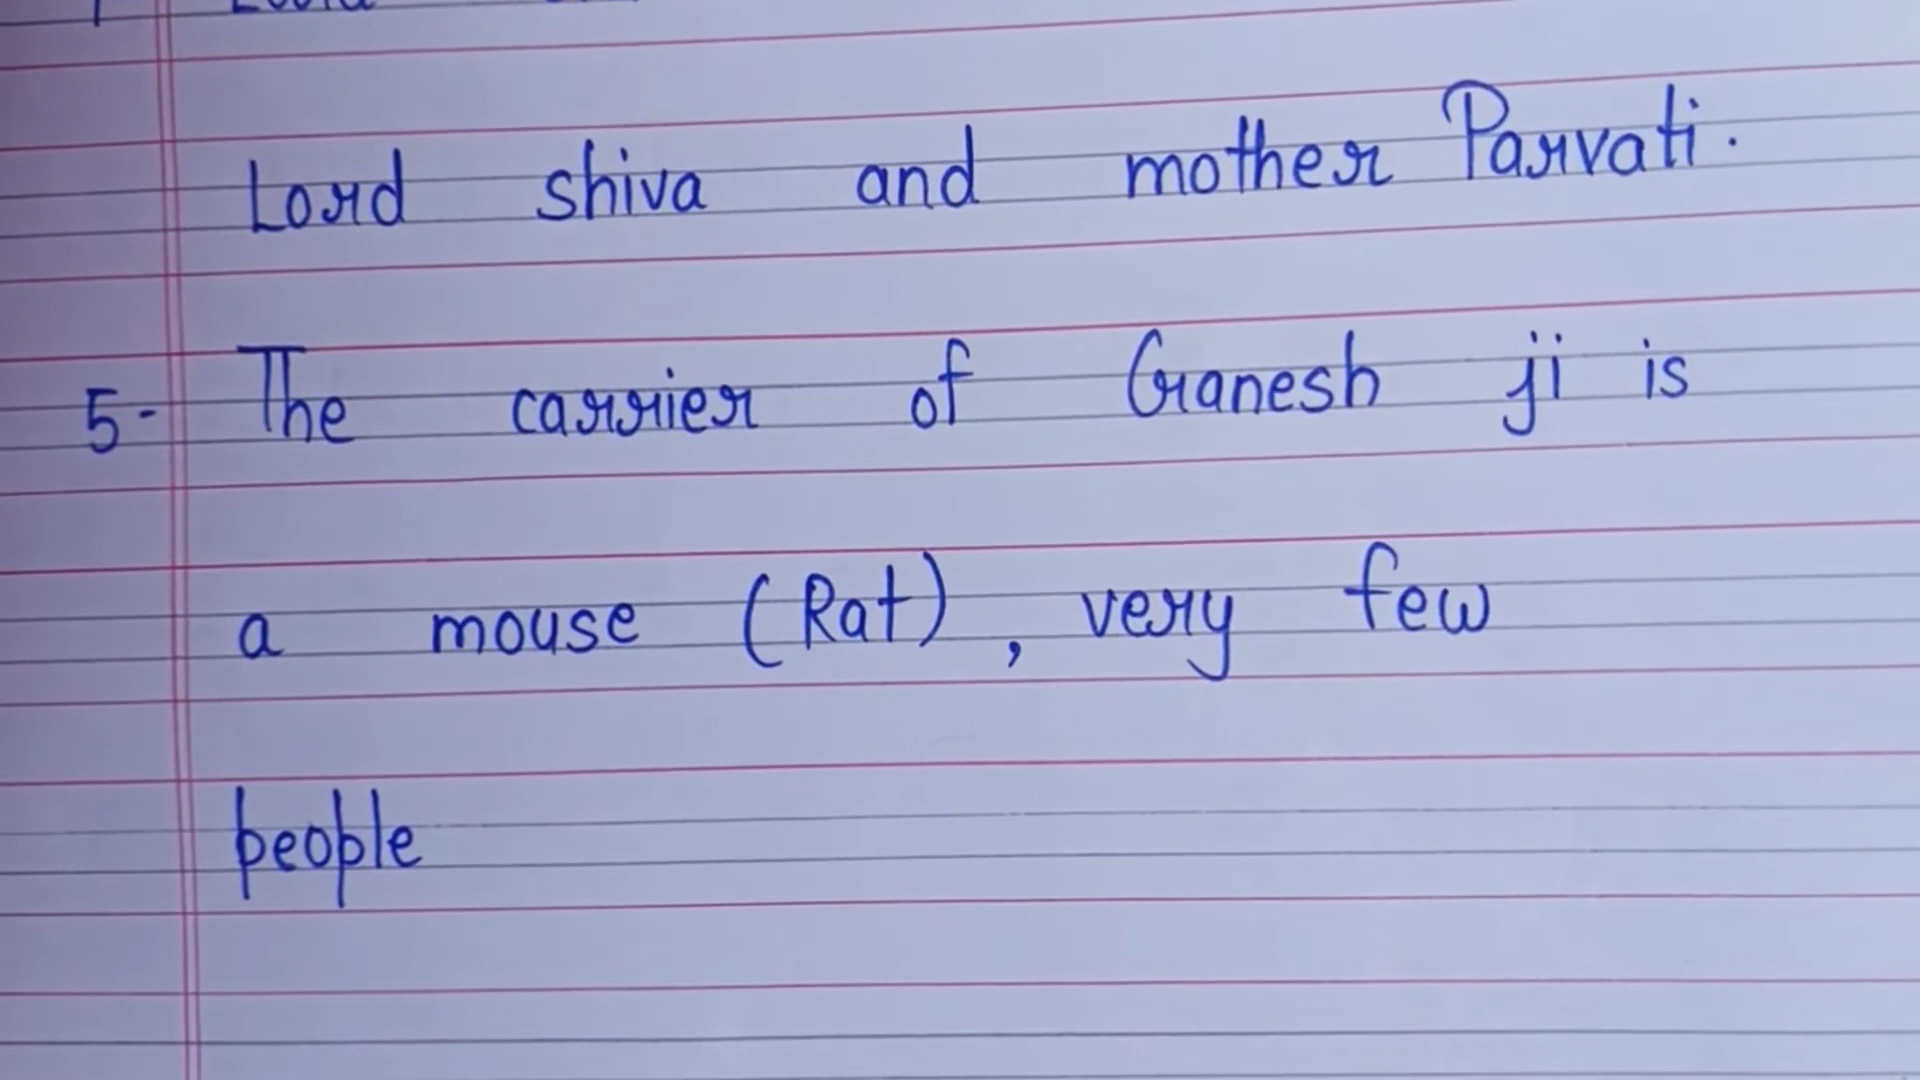 Lord shiva and mother Parvati.
5- The carrier of Ganesh ji is
a mouse (Rat), very few
people